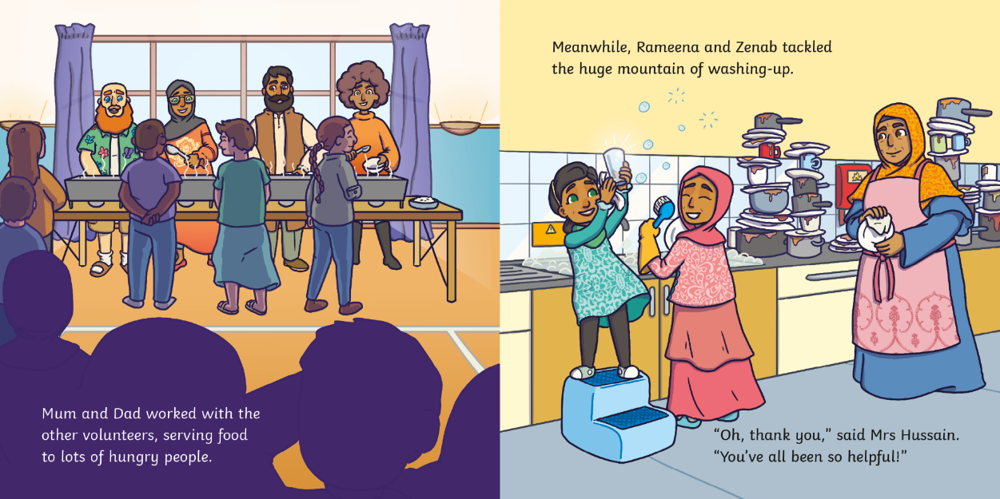 Mum and Dad worked with the
other volunteers, serving food
to lots of hungry people.
Meanwhile, Rameena and Zenab tackled
the huge mountain of washing-up.
“Oh, thank you,” said Mrs Hussain.
“You’ve all been so helpful!”